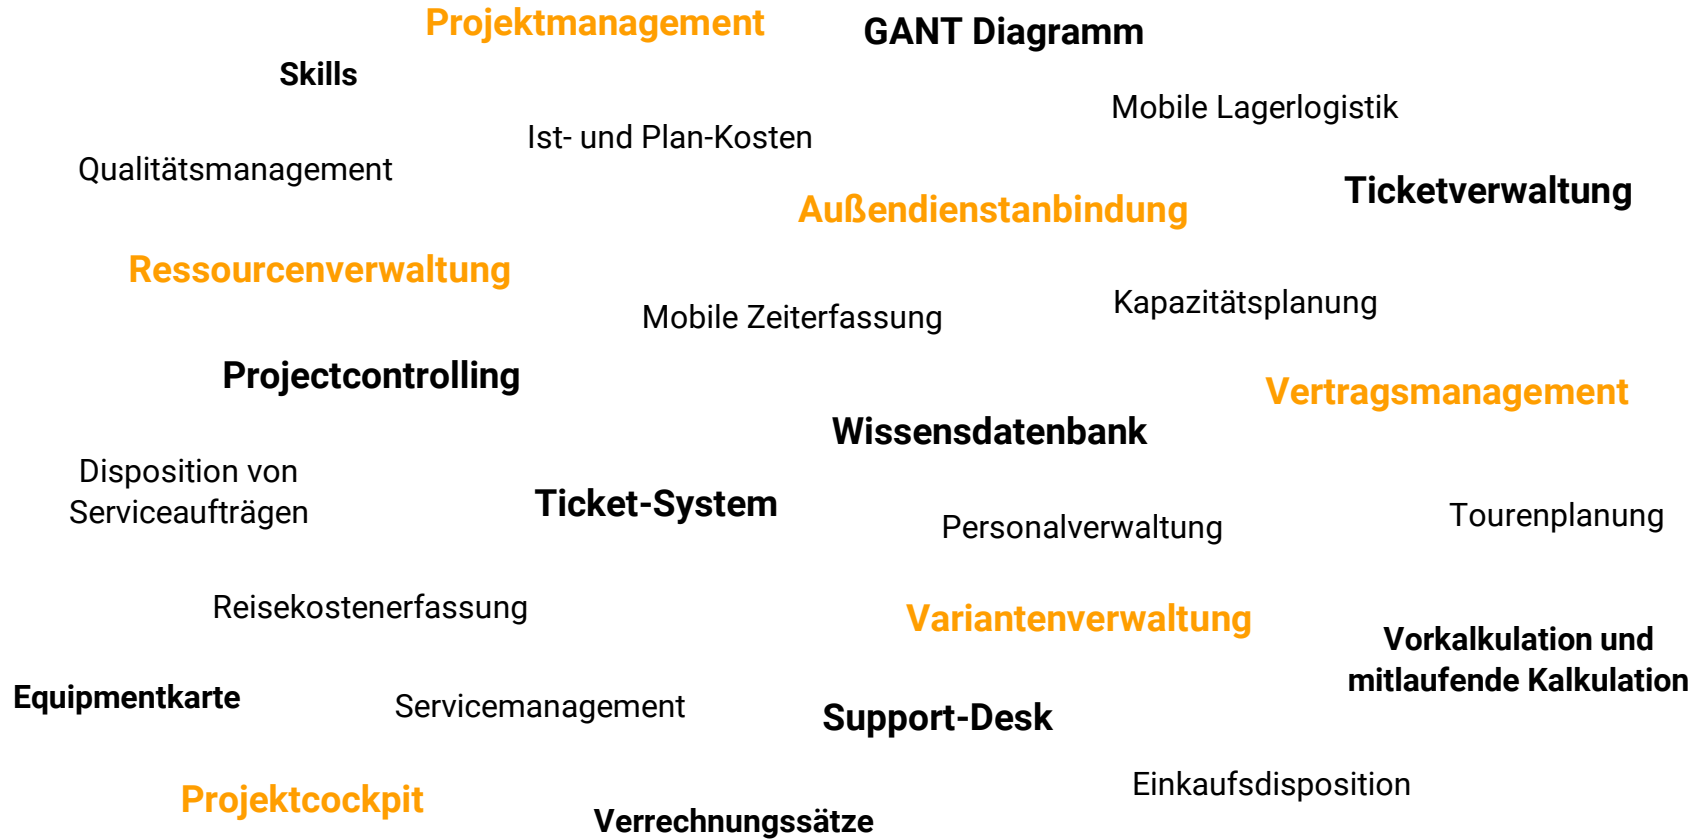 Projektmanagement
GANT Diagramm
Skills
Mobile Lagerlogistik
Ist- und Plan-Kosten
Qualitätsmanagement
Ticketverwaltung
Außendienstanbindung
Ressourcenverwaltung
Kapazitätsplanung
Mobile Zeiterfassung
Projectcontrolling
Vertragsmanagement
Wissensdatenbank
Disposition von
Serviceaufträgen
Ticket-System
Personalverwaltung
Tourenplanung
Reisekostenerfassung
Variantenverwaltung
Vorkalkulation und
mitlaufende Kalkulation
Equipmentkarte
Servicemanagement
Support-Desk
Einkaufsdisposition
Projektcockpit
Verrechnungssätze